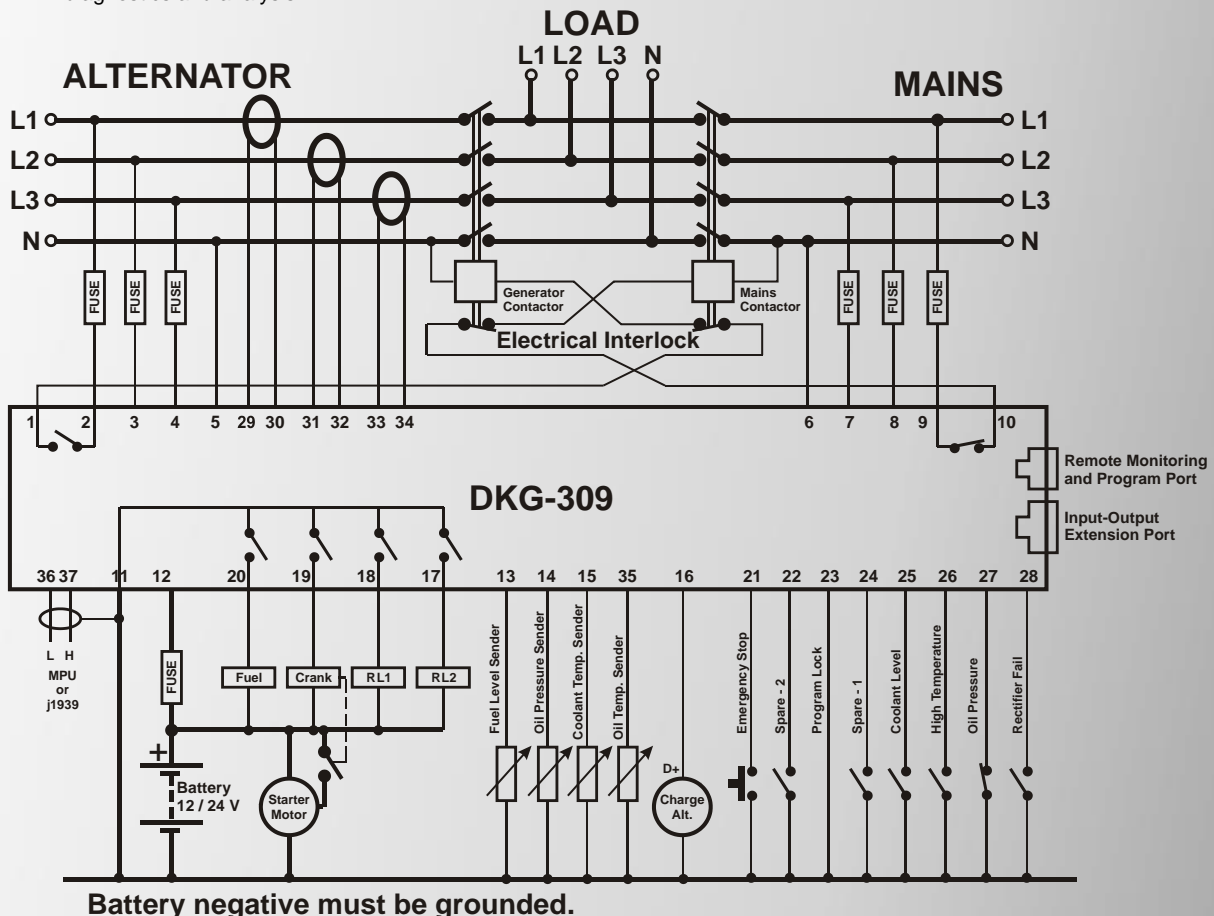 LOAD
L1 L2 L3 N
ALTERNATOR
MAINS
L1
L2
L3
N
L1
L2
L3
N
FUSE
FUSE
FUSE
Generator
Contactor
Mains
Contactor
FUSE
FUSE
FUSE
Electrical Interlock
1 2 3 4 5 29 30 31 32 33 34 6 7 8 9 10
DKG-309
Remote Monitoring
and Program Port
Input-Output
Extension Port
36 37 11 12 20 19 18 17 13 14 15 35 16 21 22 23 24 25 26 27 28
L H
MPU
or
j1939
FUSE
Fuel
Crank
RL1
RL2
Fuel Level Sender
Oil Pressure Sender
Coolant Temp. Sender
Oil Temp. Sender
Emergency Stop
Spare - 2
Program Lock
Spare - 1
Coolant Level
High Temperature
Oil Pressure
Rectifier Fail
+
Battery
12 / 24 V
Starter
Motor
D+
Charge
Alt.
Battery negative must be grounded.